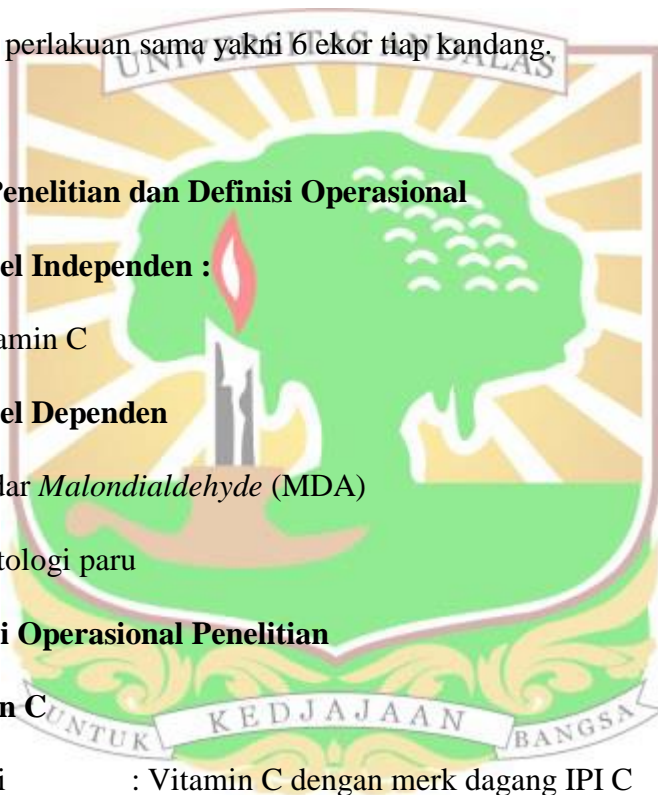 perlakuan sama yakni 6 ekor tiap kandang.
UNIVERSITAS ANDALAS
Penelitian dan Definisi Operasional
el Independen :
amin C
el Dependen
dar Malondialdehyde (MDA)
tologi paru
i Operasional Penelitian
n C
UNTUK KEDJAJAAN BANGSA
i : Vitamin C dengan merk dagang IPI C